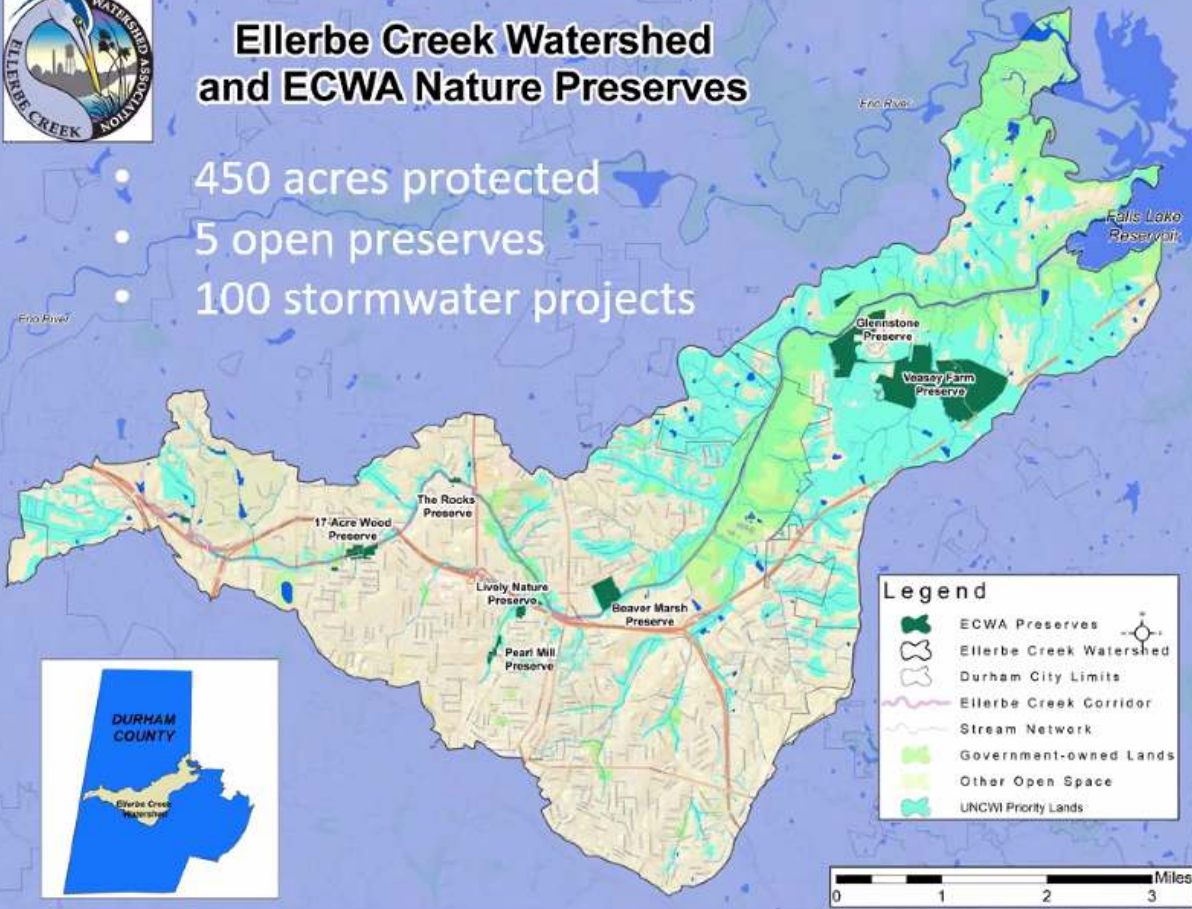 WATERSHED ASSOCIATION
ELLERBE CREEK
Ellerbe Creek Watershed
and ECWA Nature Preserves
• 450 acres protected
• 5 open preserves
• 100 stormwater projects
Eno River
Eno River
Falls Lake
Reservoir
Glennstone
Preserve
Veasey Farm
Preserve
The Rocks
Preserve
17-Acre Wood
Preserve
Lively Nature
Preserve
Beaver Marsh
Preserve
Pearl Mill
Preserve
DURHAM
COUNTY
Ellerbe Creek
Watershed
Legend
ECWA Preserves
Ellerbe Creek Watershed
Durham City Limits
Ellerbe Creek Corridor
Stream Network
Government-owned Lands
Other Open Space
UNCWI Priority Lands
Miles
0 1 2 3